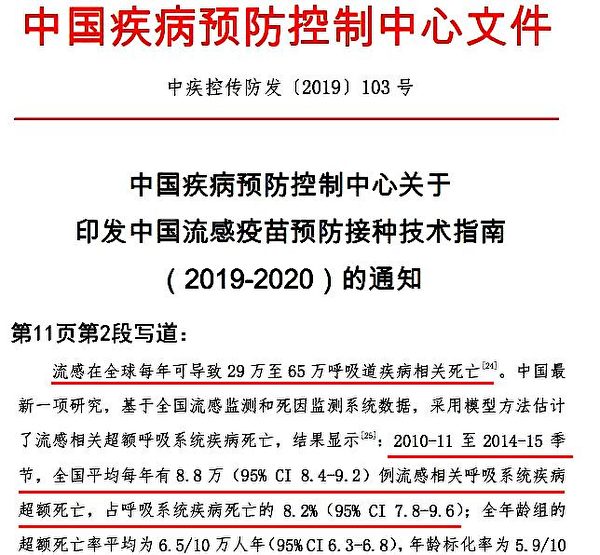 中国疾病预防控制中心文件
中疾控传防发〔2019〕103 号
中国疾病预防控制中心关于
印发中国流感疫苗预防接种技术指南
（2019-2020）的通知
第11页第2段写道：
流感在全球每年可导致 29 万至 65 万呼吸道疾病相关死亡[24]。中国最
新一项研究，基于全国流感监测和死因监测系统数据，采用模型方法估计
了流感相关超额呼吸系统疾病死亡，结果显示[25]：2010-11 至 2014-15 季
节，全国平均每年有 8.8 万（95% CI 8.4-9.2）例流感相关呼吸系统疾病
超额死亡，占呼吸系统疾病死亡的 8.2%（95% CI 7.8-9.6）；全年龄组的
超额死亡率平均为 6.5/10 万人年（95%CI 6.3-6.8），年龄标化率为 5.9/10